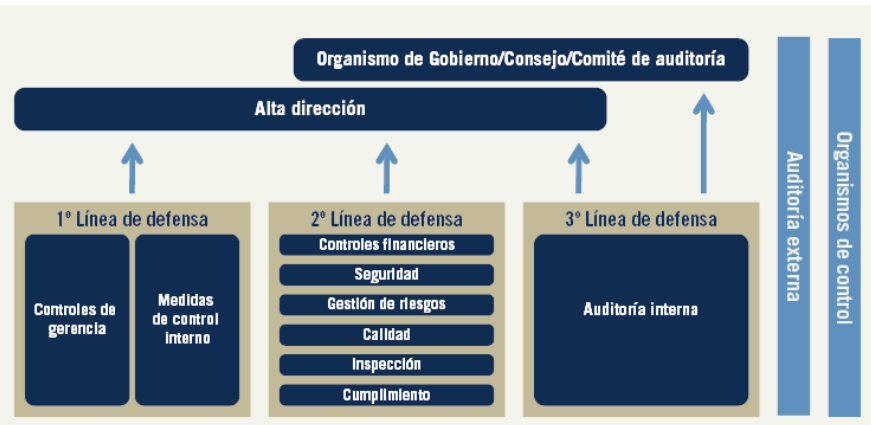 Organismo de Gobierno/Consejo/Comité de auditoría
Alta dirección
1º Línea de defensa
Controles de
gerencia
Medidas
de control
interno
2º Línea de defensa
Controles financieros
Seguridad
Gestión de riesgos
Calidad
Inspección
Cumplimiento
3º Línea de defensa
Auditoría interna
Auditoría externa
Organismos de control